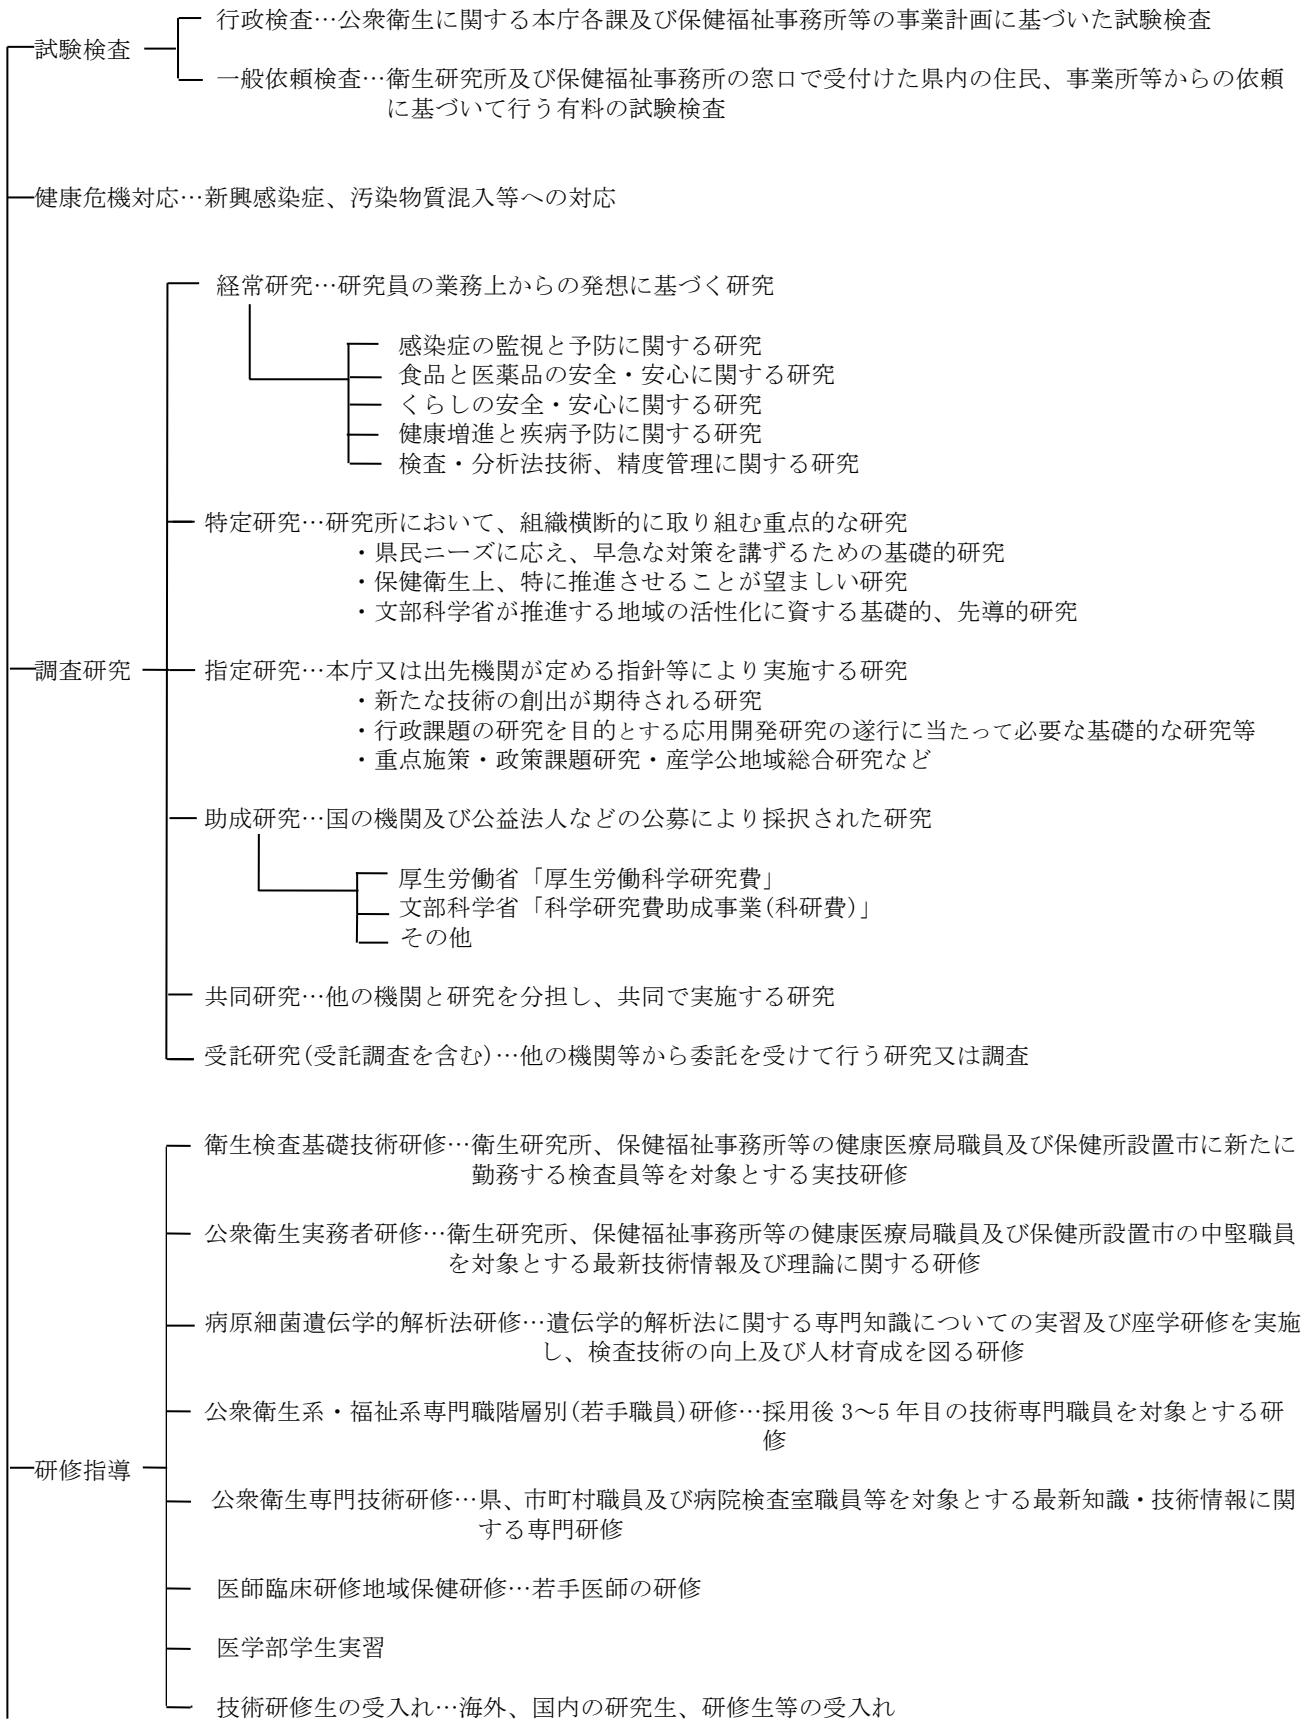 行政検査…公衆衛生に関する本庁各課及び保健福祉事務所等の事業計画に基づいた試験検査
試験検査
一般依頼検査…衛生研究所及び保健福祉事務所の窓口で受付けた県内の住民、事業所等からの依頼
に基づいて行う有料の試験検査
健康危機対応…新興感染症、汚染物質混入等への対応
経常研究…研究員の業務上からの発想に基づく研究
感染症の監視と予防に関する研究
食品と医薬品の安全・安心に関する研究
くらしの安全・安心に関する研究
健康増進と疾病予防に関する研究
検査・分析法技術、精度管理に関する研究
特定研究…研究所において、組織横断的に取り組む重点的な研究
・県民ニーズに応え、早急な対策を講ずるための基礎的研究
・保健衛生上、特に推進させることが望ましい研究
・文部科学省が推進する地域の活性化に資する基礎的、先導的研究
調査研究
指定研究…本庁又は出先機関が定める指針等により実施する研究
・新たな技術の創出が期待される研究
・行政課題の研究を目的とする応用開発研究の遂行に当たって必要な基礎的な研究等
・重点施策・政策課題研究・産学公地域総合研究など
助成研究…国の機関及び公益法人などの公募により採択された研究
厚生労働省「厚生労働科学研究費」
文部科学省「科学研究費助成事業(科研費)」
その他
共同研究…他の機関と研究を分担し、共同で実施する研究
受託研究(受託調査を含む)…他の機関等から委託を受けて行う研究又は調査
衛生検査基礎技術研修…衛生研究所、保健福祉事務所等の健康医療局職員及び保健所設置市に新たに
勤務する検査員等を対象とする実技研修
公衆衛生実務者研修…衛生研究所、保健福祉事務所等の健康医療局職員及び保健所設置市の中堅職員
を対象とする最新技術情報及び理論に関する研修
病原細菌遺伝学的解析法研修…遺伝学的解析法に関する専門知識についての実習及び座学研修を実施
し、検査技術の向上及び人材育成を図る研修
公衆衛生系・福祉系専門職階層別(若手職員)研修…採用後 3～5 年目の技術専門職員を対象とする研
修
研修指導
公衆衛生専門技術研修…県、市町村職員及び病院検査室職員等を対象とする最新知識・技術情報に関
する専門研修
医師臨床研修地域保健研修…若手医師の研修
医学部学生実習
技術研修生の受入れ…海外、国内の研究生、研修生等の受入れ